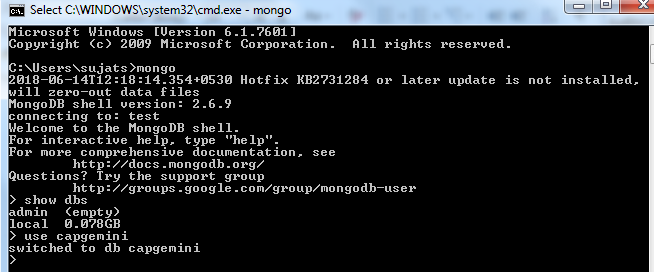 Select C:\WINDOWS\system32\cmd.exe - mongo
Microsoft Windows [Version 6.1.7601]
Copyright (c) 2009 Microsoft Corporation.  All rights reserved.
C:\Users\sujats>mongo
2018-06-14T12:18:14.354+0530 Hotfix KB2731284 or later update is not installed,
will zero-out data files
MongoDB shell version: 2.6.9
connecting to: test
Welcome to the MongoDB shell.
For interactive help, type "help".
For more comprehensive documentation, see
        http://docs.mongodb.org/
Questions? Try the support group
        http://groups.google.com/group/mongodb-user
> show dbs
admin  (empty)
local  0.078GB
> use capgemini
switched to db capgemini
>